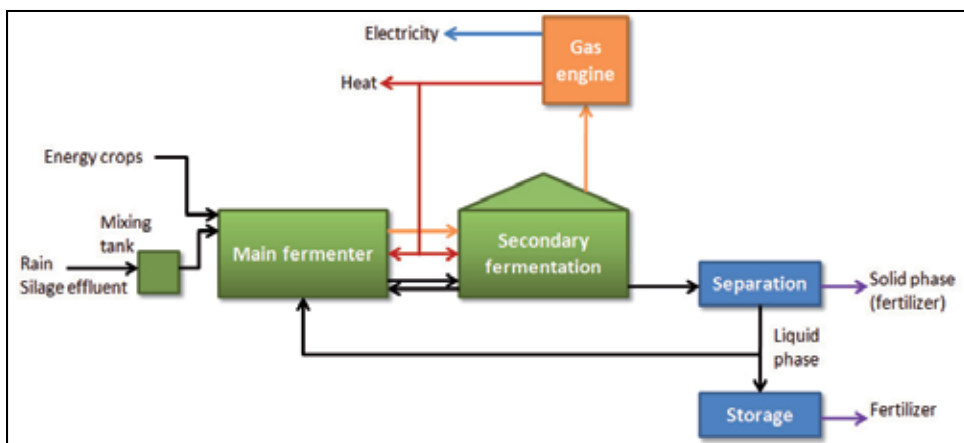 Electricity
Gas
engine
Heat
Energy crops
Mixing
tank
Rain
Silage effluent
Main fermenter
Secondary
fermentation
Separation
Solid phase
(fertilizer)
Liquid
phase
Storage
Fertilizer